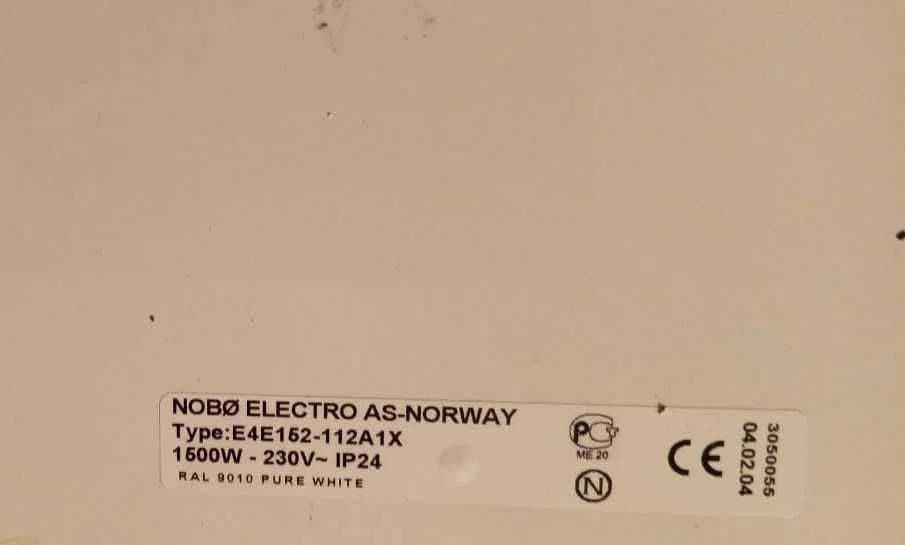 NOBØ ELECTRO AS-NORWAY
Type:E4E152-112A1X
1500W - 230V~ IP24
RAL 9010 PURE WHITE
PC
ME 20
N
CE
3050055
04.02.04